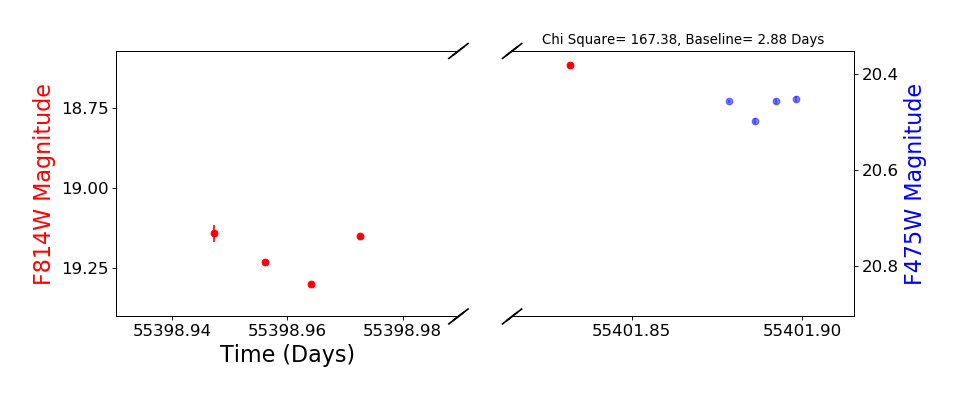 Chi Square= 167.38, Baseline= 2.88 Days
F814W Magnitude
18.75
19.00
19.25
20.4
20.6
20.8
F475W Magnitude
55398.94 55398.96 55398.98 55401.85 55401.90
Time (Days)